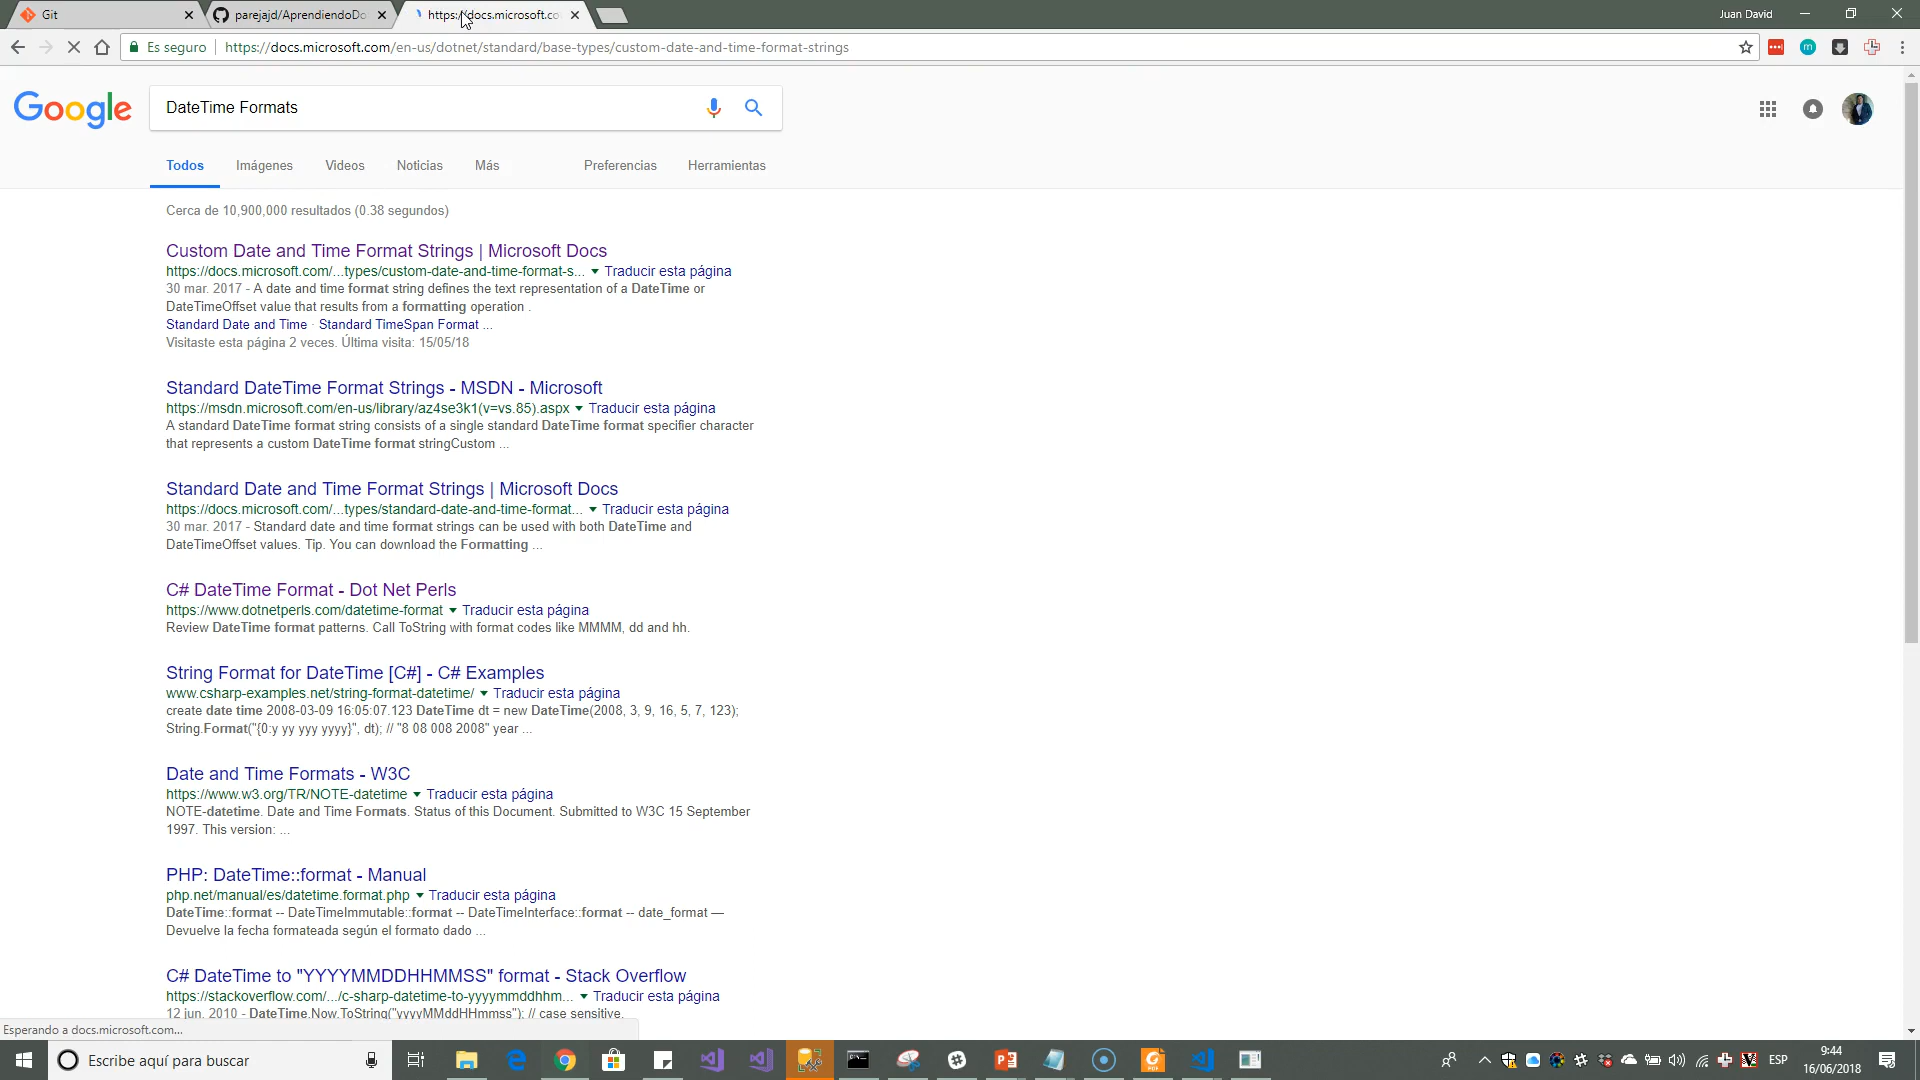 Git
parejajd/AprendiendoDo
https://docs.microsoft.co
Juan David
Es seguro
https://docs.microsoft.com/en-us/dotnet/standard/base-types/custom-date-and-time-format-strings
Google
DateTime Formats
Todos
Imágenes
Videos
Noticias
Más
Preferencias
Herramientas
Cerca de 10,900,000 resultados (0.38 segundos)
Custom Date and Time Format Strings | Microsoft Docs
https://docs.microsoft.com/...types/custom-date-and-time-format-s... Traducir esta página
30 mar. 2017 - A date and time format string defines the text representation of a DateTime or
DateTimeOffset value that results from a formatting operation .
Standard Date and Time · Standard TimeSpan Format ...
Visitaste esta página 2 veces. Última visita: 15/05/18
Standard DateTime Format Strings - MSDN - Microsoft
https://msdn.microsoft.com/en-us/library/az4se3k1(v=vs.85).aspx Traducir esta página
A standard DateTime format string consists of a single standard DateTime format specifier character
that represents a custom DateTime format stringCustom ...
Standard Date and Time Format Strings | Microsoft Docs
https://docs.microsoft.com/...types/standard-date-and-time-format... Traducir esta página
30 mar. 2017 - Standard date and time format strings can be used with both DateTime and
DateTimeOffset values. Tip. You can download the Formatting ...
C# DateTime Format - Dot Net Perls
https://www.dotnetperls.com/datetime-format Traducir esta página
Review DateTime format patterns. Call ToString with format codes like MMMM, dd and hh.
String Format for DateTime [C#] - C# Examples
www.csharp-examples.net/string-format-datetime/ Traducir esta página
create date time 2008-03-09 16:05:07.123 DateTime dt = new DateTime(2008, 3, 9, 16, 5, 7, 123);
String.Format("{0:y yy yyy yyyy}", dt); // "8 08 008 2008" year ...
Date and Time Formats - W3C
https://www.w3.org/TR/NOTE-datetime Traducir esta página
NOTE-datetime. Date and Time Formats. Status of this Document. Submitted to W3C 15 September
1997. This version: ...
PHP: DateTime::format - Manual
php.net/manual/es/datetime.format.php Traducir esta página
DateTime::format -- DateTimeImmutable::format -- DateTimeInterface::format -- date_format —
Devuelve la fecha formateada según el formato dado ...
C# DateTime to "YYYYMMDDHHMMSS" format - Stack Overflow
https://stackoverflow.com/.../c-sharp-datetime-to-yyyymmddhhm... Traducir esta página
12 jun. 2010 - DateTime.Now.ToString("yyyyMMddHHmmss"); // case sensitive.
Esperando a docs.microsoft.com...
Escribe aquí para buscar
ESP
9:44
16/06/2018